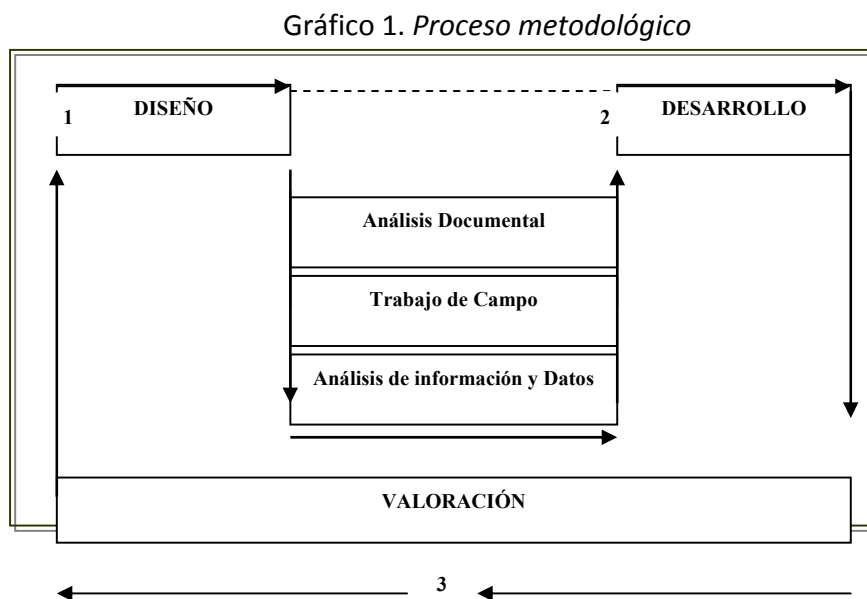 Gráfico 1. Proceso metodológico
1 DISEÑO
2 DESARROLLO
Análisis Documental
Trabajo de Campo
Análisis de información y Datos
VALORACIÓN
3